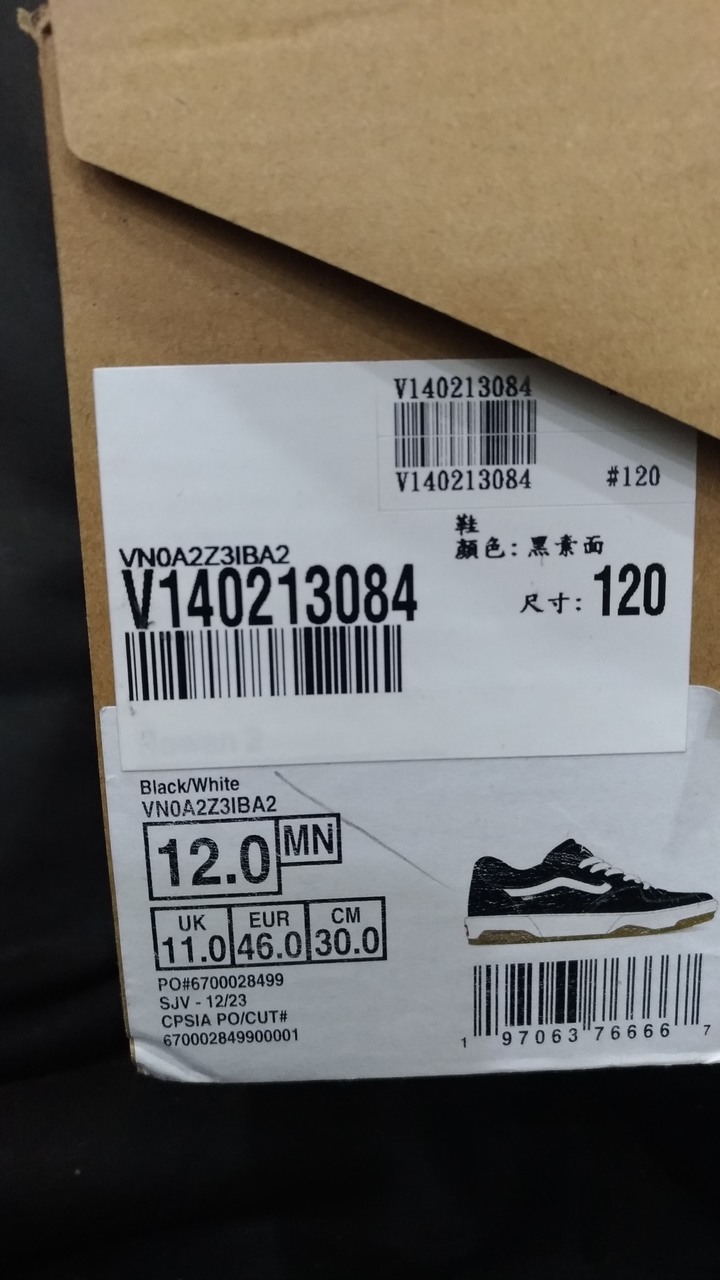 V140213084
V140213084 #120
鞋
VN0A2Z3IBA2
顏色: 黑素面
V140213084
尺寸: 120
Rowan 2
Black/White
VN0A2Z3IBA2
12.0 MN
UK EUR CM
11.0 46.0 30.0
PO#6700028499
SJV - 12/23
CPSIA PO/CUT#
670002849900001
1 97063 76666 7